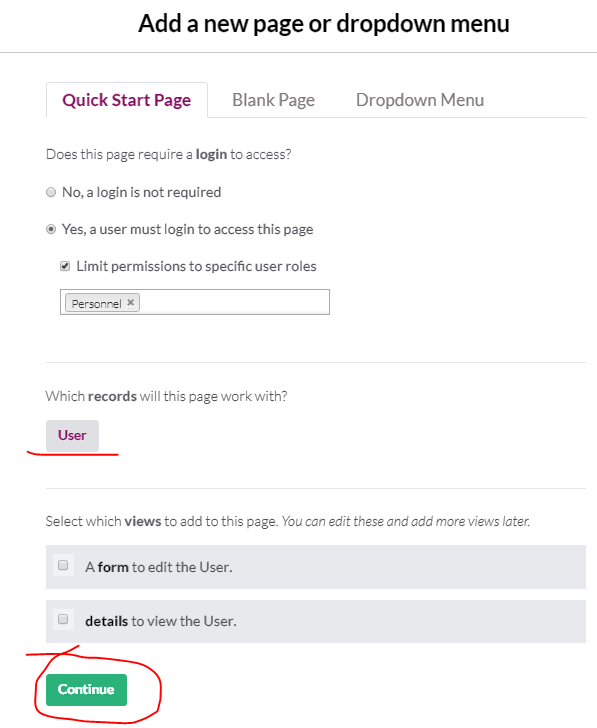 Add a new page or dropdown menu
Quick Start Page Blank Page Dropdown Menu
Does this page require a login to access?
No, a login is not required
Yes, a user must login to access this page
Limit permissions to specific user roles
Personnel ×
Which records will this page work with?
User
Select which views to add to this page. You can edit these and add more views later.
A form to edit the User.
details to view the User.
Continue